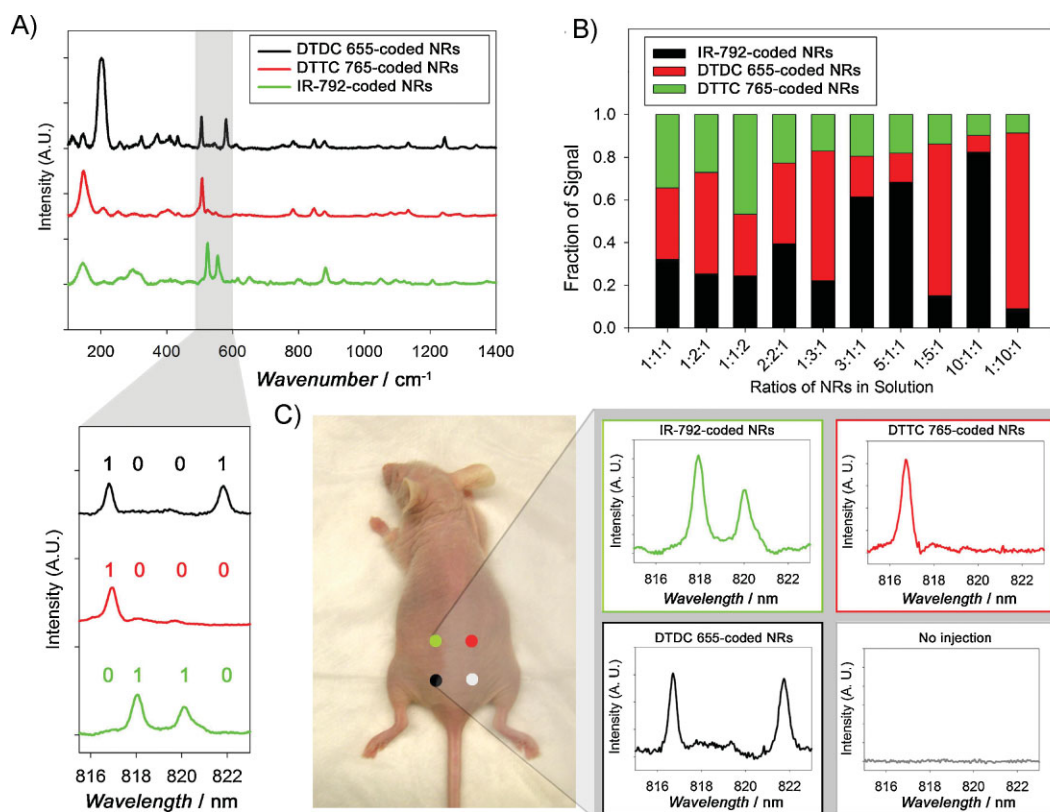 A)
DTDC 655-coded NRs
DTTC 765-coded NRs
IR-792-coded NRs
Intensity (A.U.)
200 400 600 800 1000 1200 1400
Wavenumber / cm⁻¹
1 0 0 1
1 0 0 0
0 1 1 0
Intensity (A.U.)
816 818 820 822
Wavelength / nm
B)
IR-792-coded NRs
DTDC 655-coded NRs
DTTC 765-coded NRs
Fraction of Signal
1.0
0.8
0.6
0.4
0.2
0.0
1:1:1 1:2:1 1:1:2 2:2:1 1:3:1 3:1:1 5:1:1 1:5:1 10:1:1 1:10:1
Ratios of NRs in Solution
C)
IR-792-coded NRs
Intensity (A. U.)
816 818 820 822
Wavelength / nm
DTTC 765-coded NRs
Intensity (A. U.)
816 818 820 822
Wavelength / nm
DTDC 655-coded NRs
Intensity (A. U.)
816 818 820 822
Wavelength / nm
No injection
Intensity (A. U.)
816 818 820 822
Wavelength / nm